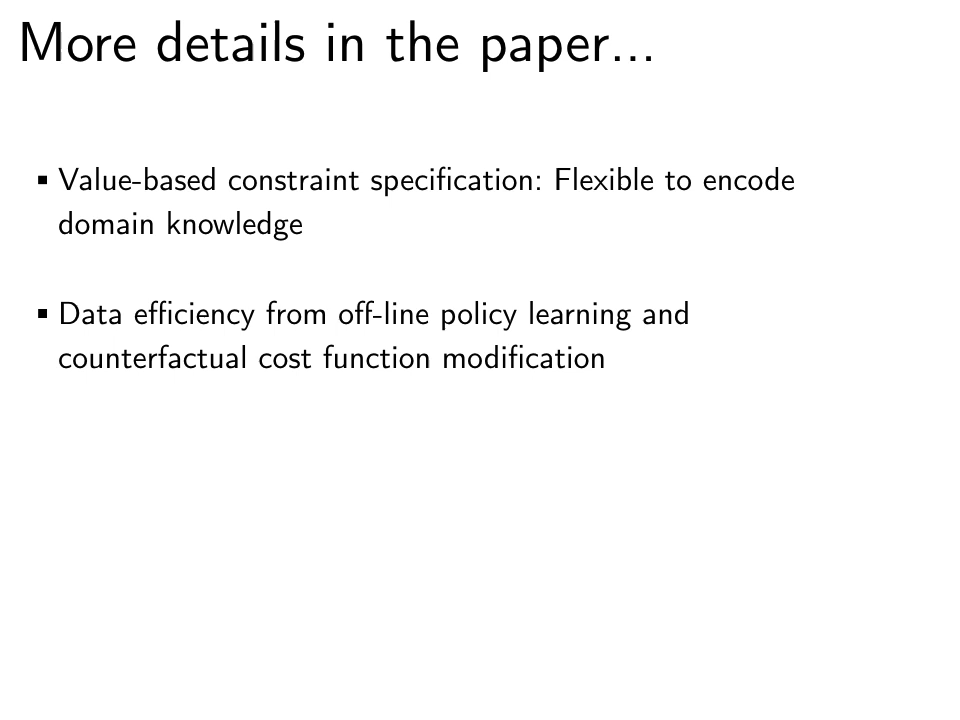 More details in the paper...
▪ Value-based constraint specification: Flexible to encode
domain knowledge
▪ Data efficiency from off-line policy learning and
counterfactual cost function modification